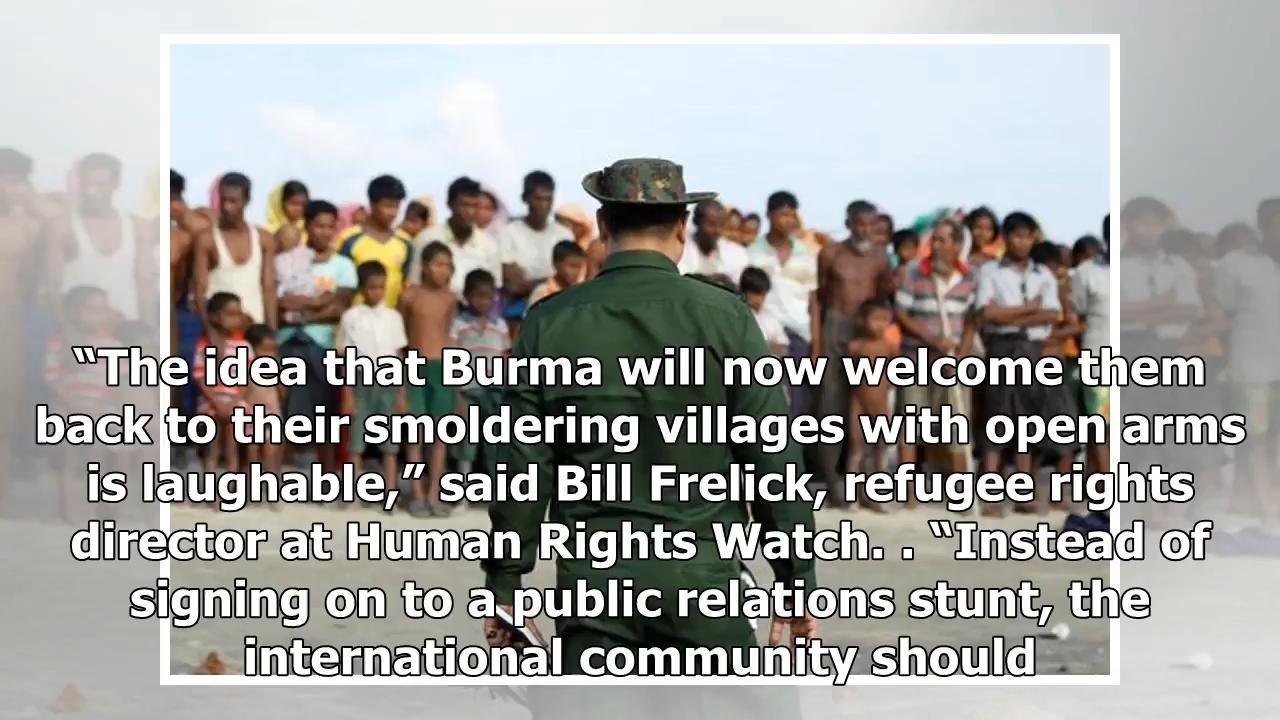 “The idea that Burma will now welcome them
back to their smoldering villages with open arms
is laughable,” said Bill Frelick, refugee rights
director at Human Rights Watch. . “Instead of
signing on to a public relations stunt, the
international community should